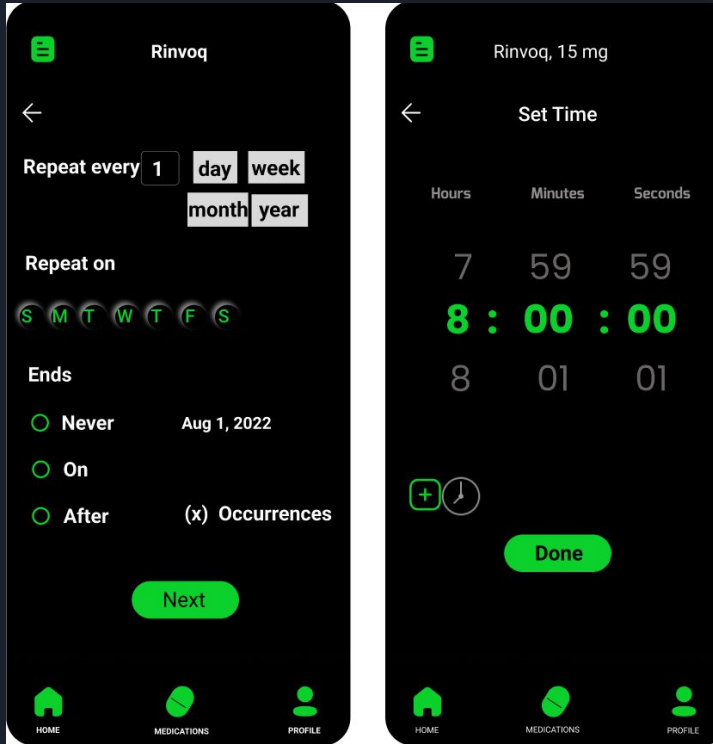 Rinvoq
Repeat every 1 day week
month year
Repeat on
S M T W T F S
Ends
Never Aug 1, 2022
On
After (x) Occurrences
Next
HOME MEDICATIONS PROFILE
Rinvoq, 15 mg
Set Time
Hours Minutes Seconds
7 59 59
8 : 00 : 00
8 01 01
Done
HOME MEDICATIONS PROFILE